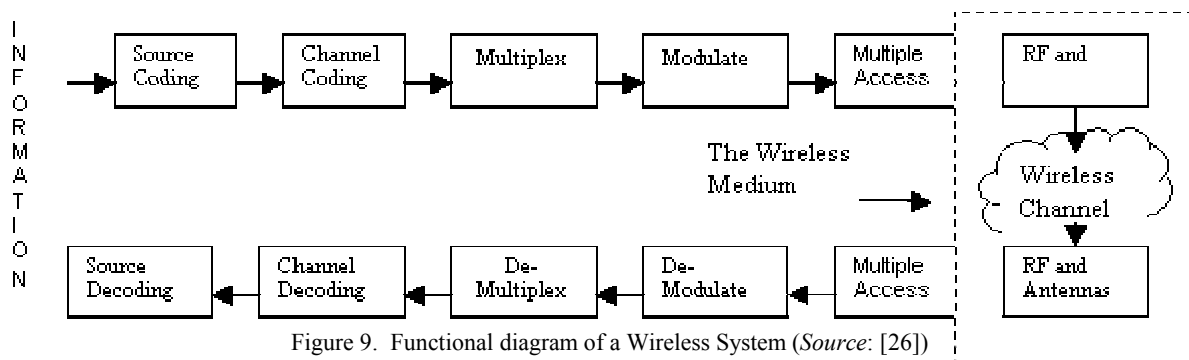 INFORMATION
Source
Coding
Channel
Coding
Multiplex
Modulate
Multiple
Access
RF and
The Wireless
Medium
Wireless
Channel
Source
Decoding
Channel
Decoding
De-
Multiplex
De-
Modulate
Multiple
Access
RF and
Antennas
Figure 9. Functional diagram of a Wireless System (Source: [26])